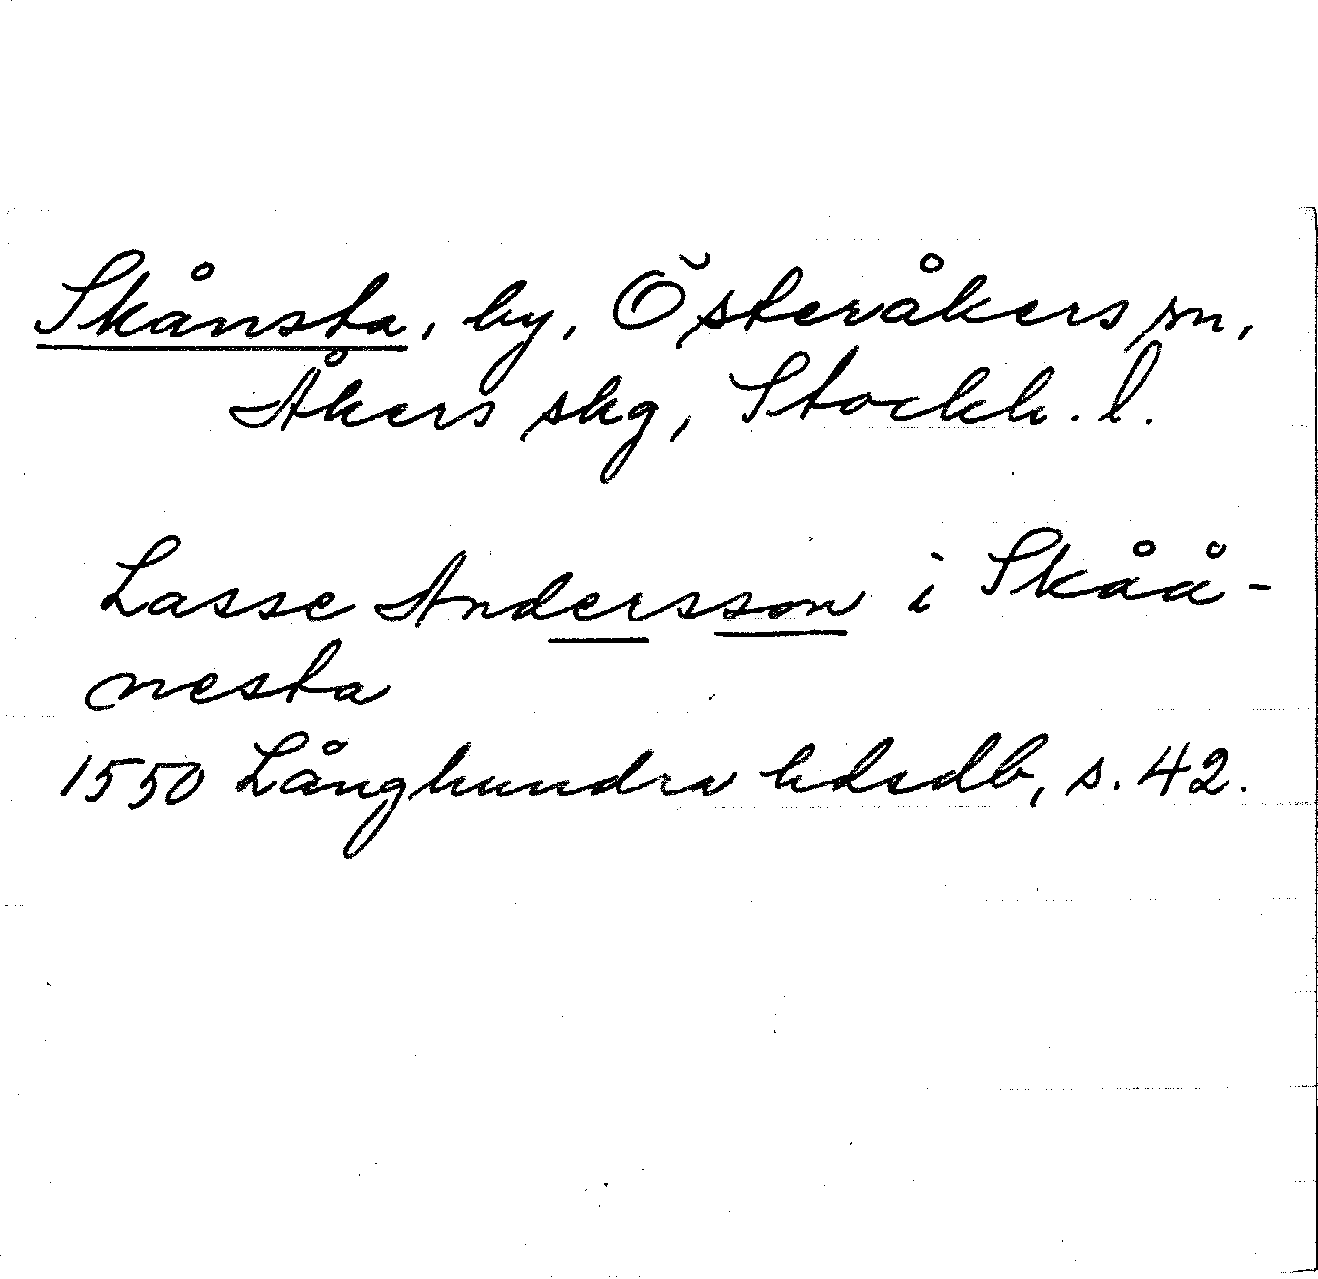 Skånsta, by, Österåkers sn,
Åkers skg, Stockh. l.
Lasse Andersson i Skåå-
nesta
1550 Långhundra hdsdb, s. 42.